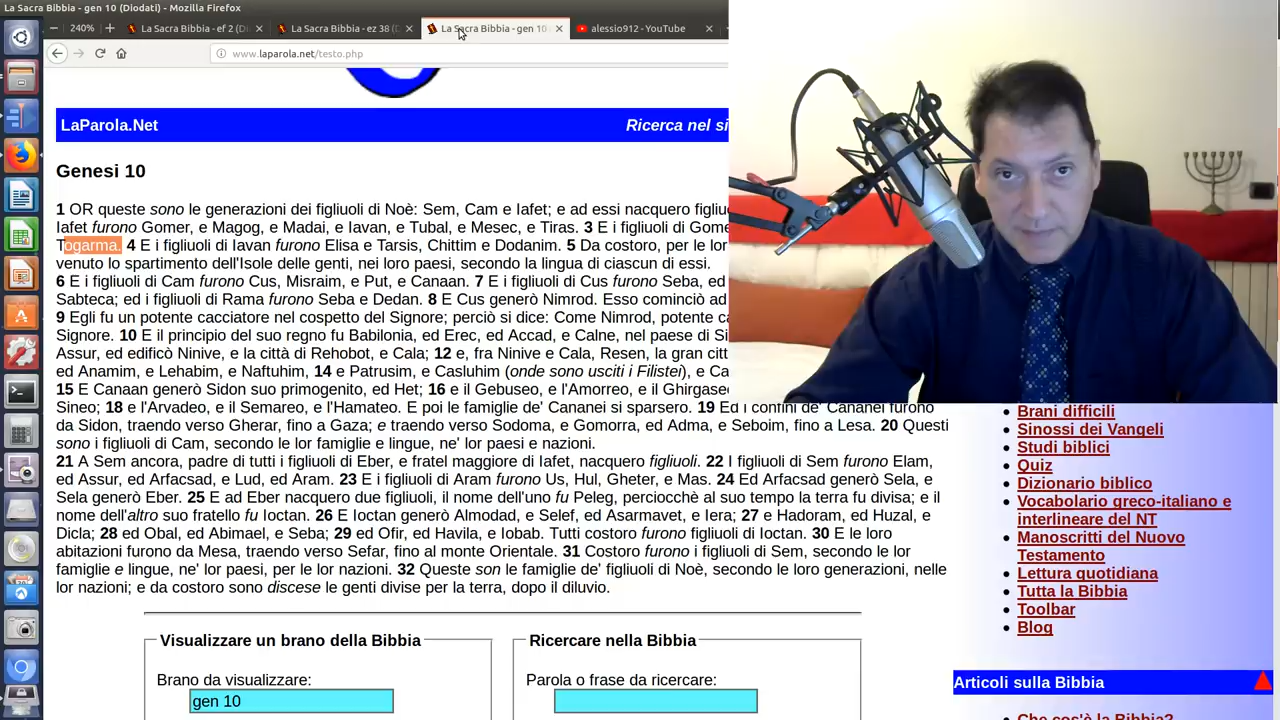 La Sacra Bibbia - gen 10 (Diodati) - Mozilla Firefox
240%
La Sacra Bibbia - ef 2 (Di
La Sacra Bibbia - ez 38 (D
La Sacra Bibbia - gen 10
alessio912 - YouTube
www.laparola.net/testo.php
LaParola.Net
Ricerca nel si
Genesi 10
1 OR queste sono le generazioni dei figliuoli di Noè: Sem, Cam e Iafet; e ad essi nacquero figliu
Iafet furono Gomer, e Magog, e Madai, e Iavan, e Tubal, e Mesec, e Tiras. 3 E i figliuoli di Gome
Togarma. 4 E i figliuoli di Iavan furono Elisa e Tarsis, Chittim e Dodanim. 5 Da costoro, per le lor
venuto lo spartimento dell'Isole delle genti, nei loro paesi, secondo la lingua di ciascun di essi.
6 E i figliuoli di Cam furono Cus, Misraim, e Put, e Canaan. 7 E i figliuoli di Cus furono Seba, ed
Sabteca; ed i figliuoli di Rama furono Seba e Dedan. 8 E Cus generò Nimrod. Esso cominciò ad
9 Egli fu un potente cacciatore nel cospetto del Signore; perciò si dice: Come Nimrod, potente ca
Signore. 10 E il principio del suo regno fu Babilonia, ed Erec, ed Accad, e Calne, nel paese di Si
Assur, ed edificò Ninive, e la città di Rehobot, e Cala; 12 e, fra Ninive e Cala, Resen, la gran citt
ed Anamim, e Lehabim, e Naftuhim, 14 e Patrusim, e Casluhim (onde sono usciti i Filistei), e Ca
15 E Canaan generò Sidon suo primogenito, ed Het; 16 e il Gebuseo, e l'Amorreo, e il Ghirgase
Sineo; 18 e l'Arvadeo, e il Semareo, e l'Hamateo. E poi le famiglie de' Cananei si sparsero. 19 Ed i confini de' Cananei furono
da Sidon, traendo verso Gherar, fino a Gaza; e traendo verso Sodoma, e Gomorra, ed Adma, e Seboim, fino a Lesa. 20 Questi
sono i figliuoli di Cam, secondo le lor famiglie e lingue, ne' lor paesi e nazioni.
21 A Sem ancora, padre di tutti i figliuoli di Eber, e fratel maggiore di Iafet, nacquero figliuoli. 22 I figliuoli di Sem furono Elam,
ed Assur, ed Arfacsad, e Lud, ed Aram. 23 E i figliuoli di Aram furono Us, Hul, Gheter, e Mas. 24 Ed Arfacsad generò Sela, e
Sela generò Eber. 25 E ad Eber nacquero due figliuoli, il nome dell'uno fu Peleg, perciocchè al suo tempo la terra fu divisa; e il
nome dell'altro suo fratello fu Ioctan. 26 E Ioctan generò Almodad, e Selef, ed Asarmavet, e Iera; 27 e Hadoram, ed Huzal, e
Dicla; 28 ed Obal, ed Abimael, e Seba; 29 ed Ofir, ed Havila, e Iobab. Tutti costoro furono figliuoli di Ioctan. 30 E le loro
abitazioni furono da Mesa, traendo verso Sefar, fino al monte Orientale. 31 Costoro furono i figliuoli di Sem, secondo le lor
famiglie e lingue, ne' lor paesi, per le lor nazioni. 32 Queste son le famiglie de' figliuoli di Noè, secondo le loro generazioni, nelle
lor nazioni; e da costoro sono discese le genti divise per la terra, dopo il diluvio.
Visualizzare un brano della Bibbia
Brano da visualizzare:
gen 10
Ricercare nella Bibbia
Parola o frase da ricercare:
Brani difficili
Sinossi dei Vangeli
Studi biblici
Quiz
Dizionario biblico
Vocabolario greco-italiano e
interlineare del NT
Manoscritti del Nuovo
Testamento
Lettura quotidiana
Tutta la Bibbia
Toolbar
Blog
Articoli sulla Bibbia
Che cos'è la Bibbia?